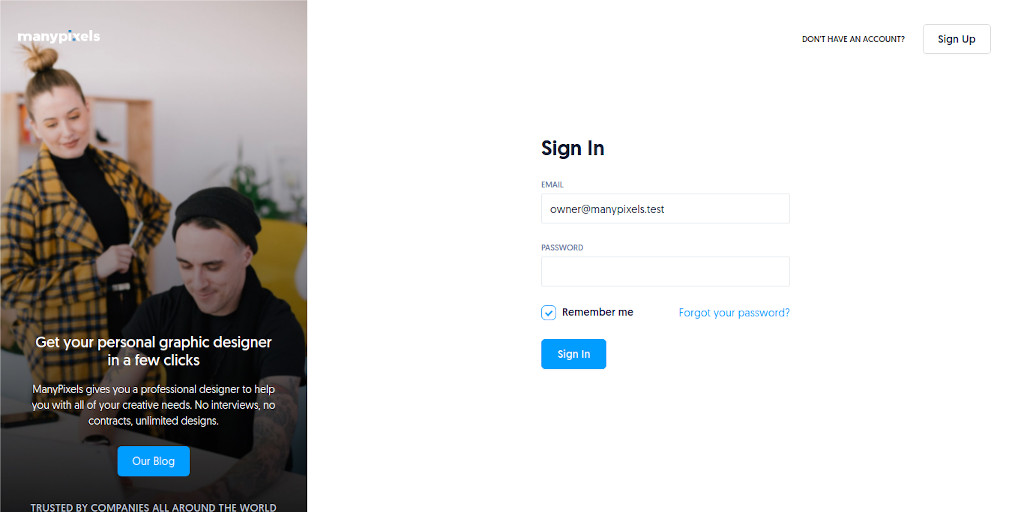 manypixels
Get your personal graphic designer
in a few clicks
ManyPixels gives you a professional designer to help
you with all of your creative needs. No interviews, no
contracts, unlimited designs.
Our Blog
TRUSTED BY COMPANIES ALL AROUND THE WORLD
DON'T HAVE AN ACCOUNT?
Sign Up
Sign In
EMAIL
owner@manypixels.test
PASSWORD
Remember me
Forgot your password?
Sign In